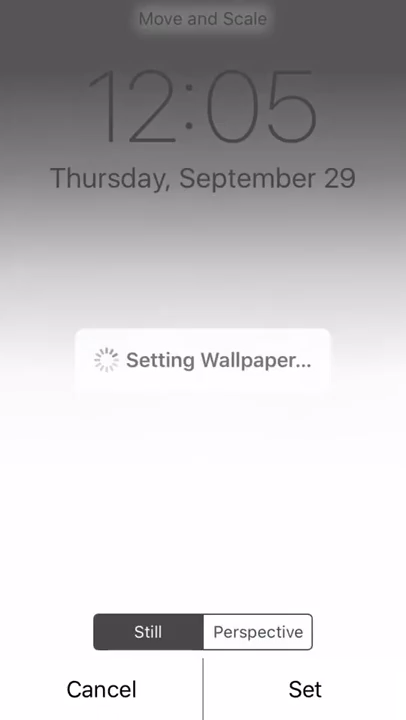 Move and Scale
12:05
Thursday, September 29
Setting Wallpaper...
Still
Perspective
Cancel
Set